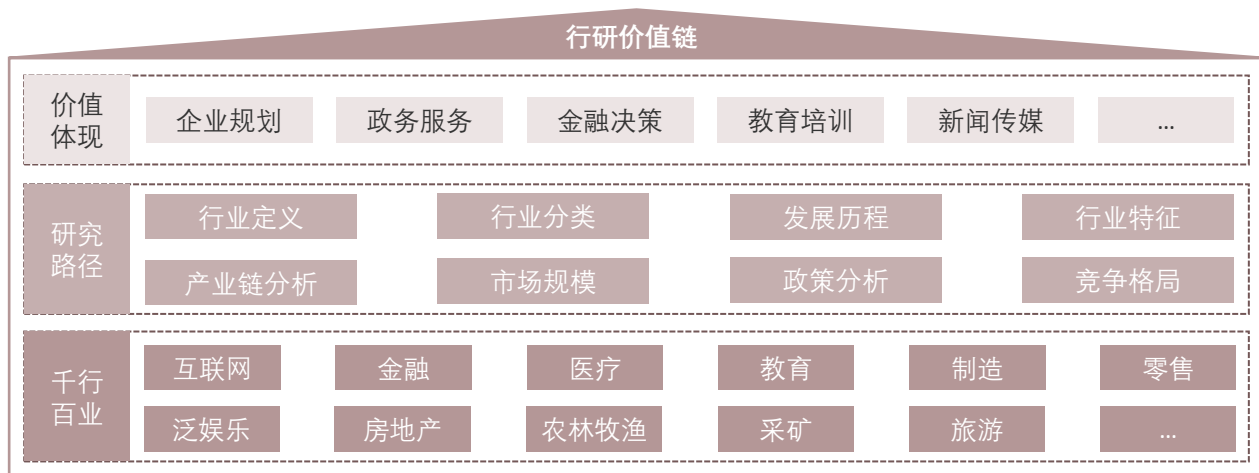 行研价值链
价值
体现
企业规划 政务服务 金融决策 教育培训 新闻传媒 ...
研究
路径
行业定义 行业分类 发展历程 行业特征
产业链分析 市场规模 政策分析 竞争格局
千行
百业
互联网 金融 医疗 教育 制造 零售
泛娱乐 房地产 农林牧渔 采矿 旅游 ...